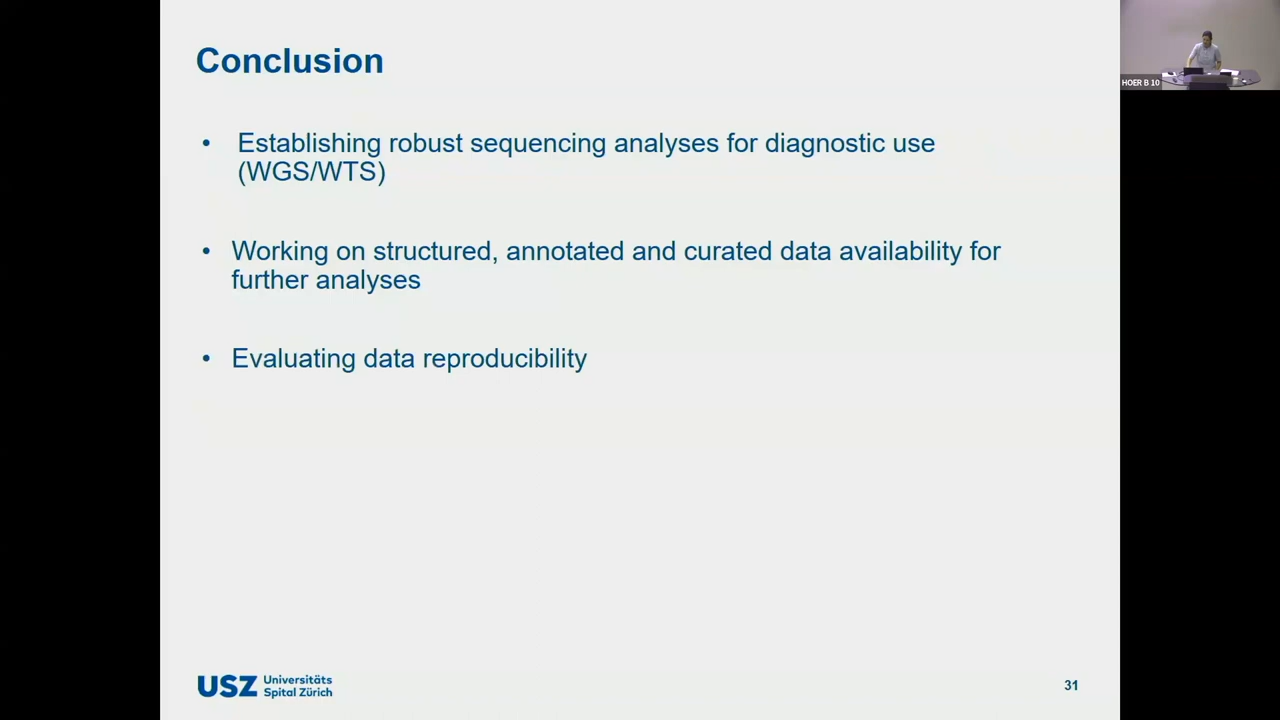 Conclusion
HOER B 10
• Establishing robust sequencing analyses for diagnostic use
(WGS/WTS)
• Working on structured, annotated and curated data availability for
further analyses
• Evaluating data reproducibility
USZ Universitäts
Spital Zürich
31